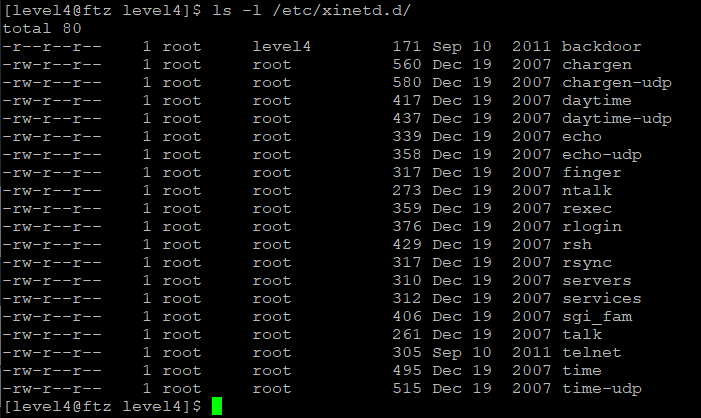 [level4@ftz level4]$ ls -l /etc/xinetd.d/
total 80
-r--r--r-- 1 root level4 171 Sep 10 2011 backdoor
-rw-r--r-- 1 root root 560 Dec 19 2007 chargen
-rw-r--r-- 1 root root 580 Dec 19 2007 chargen-udp
-rw-r--r-- 1 root root 417 Dec 19 2007 daytime
-rw-r--r-- 1 root root 437 Dec 19 2007 daytime-udp
-rw-r--r-- 1 root root 339 Dec 19 2007 echo
-rw-r--r-- 1 root root 358 Dec 19 2007 echo-udp
-rw-r--r-- 1 root root 317 Dec 19 2007 finger
-rw-r--r-- 1 root root 273 Dec 19 2007 ntalk
-rw-r--r-- 1 root root 359 Dec 19 2007 rexec
-rw-r--r-- 1 root root 376 Dec 19 2007 rlogin
-rw-r--r-- 1 root root 429 Dec 19 2007 rsh
-rw-r--r-- 1 root root 317 Dec 19 2007 rsync
-rw-r--r-- 1 root root 310 Dec 19 2007 servers
-rw-r--r-- 1 root root 312 Dec 19 2007 services
-rw-r--r-- 1 root root 406 Dec 19 2007 sgi_fam
-rw-r--r-- 1 root root 261 Dec 19 2007 talk
-rw-r--r-- 1 root root 305 Sep 10 2011 telnet
-rw-r--r-- 1 root root 495 Dec 19 2007 time
-rw-r--r-- 1 root root 515 Dec 19 2007 time-udp
[level4@ftz level4]$